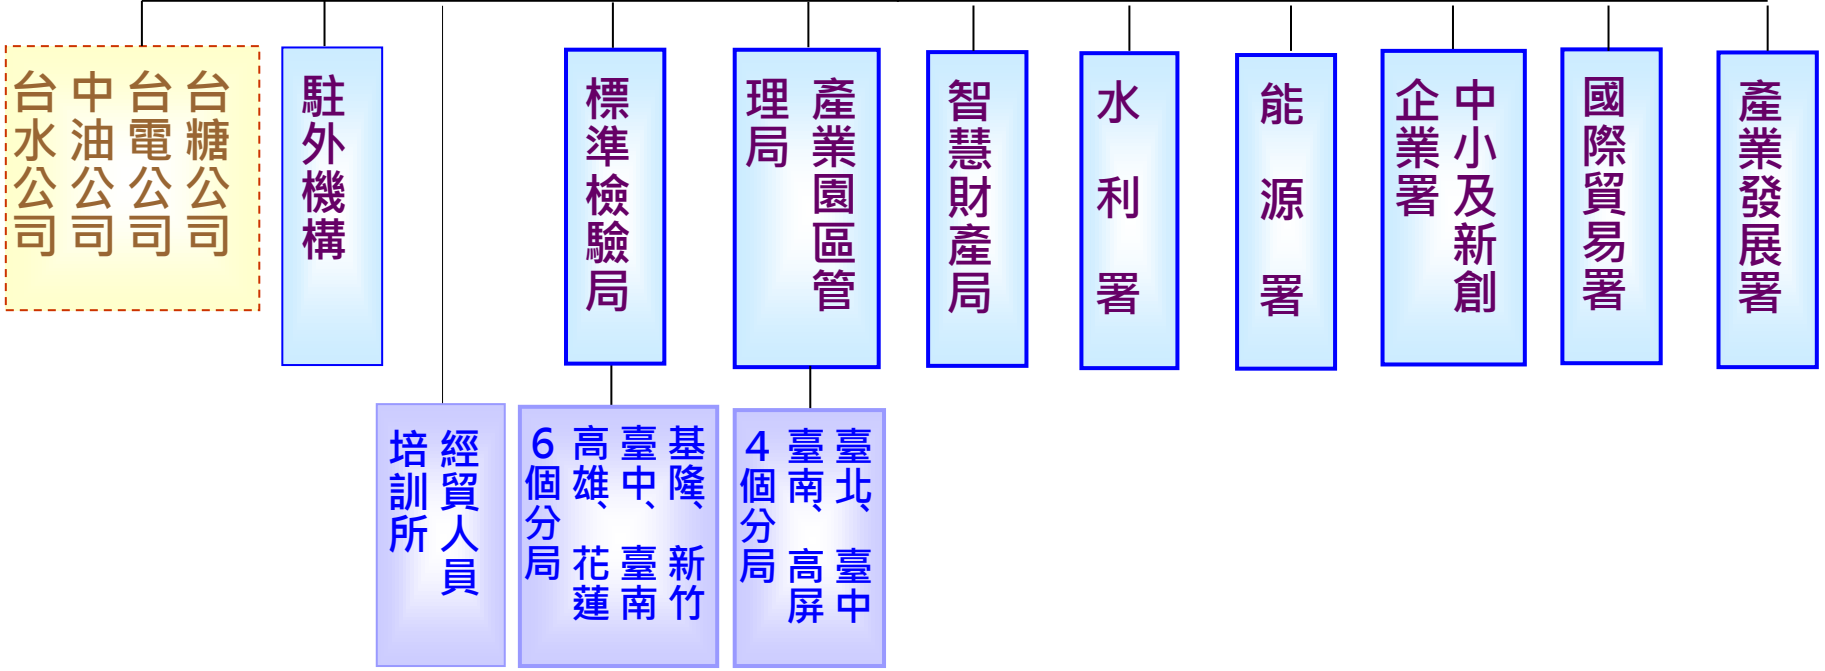 產業發展署
國際貿易署
中小及新創
企業署
能源署
水利署
智慧財產局
產業園區管
理局
標準檢驗局
駐外機構
台糖公司
台電公司
中油公司
台水公司
臺北、臺中
臺南、高屏
4個分局
基隆、新竹
臺中、臺南
高雄、花蓮
6個分局
經貿人員
培訓所